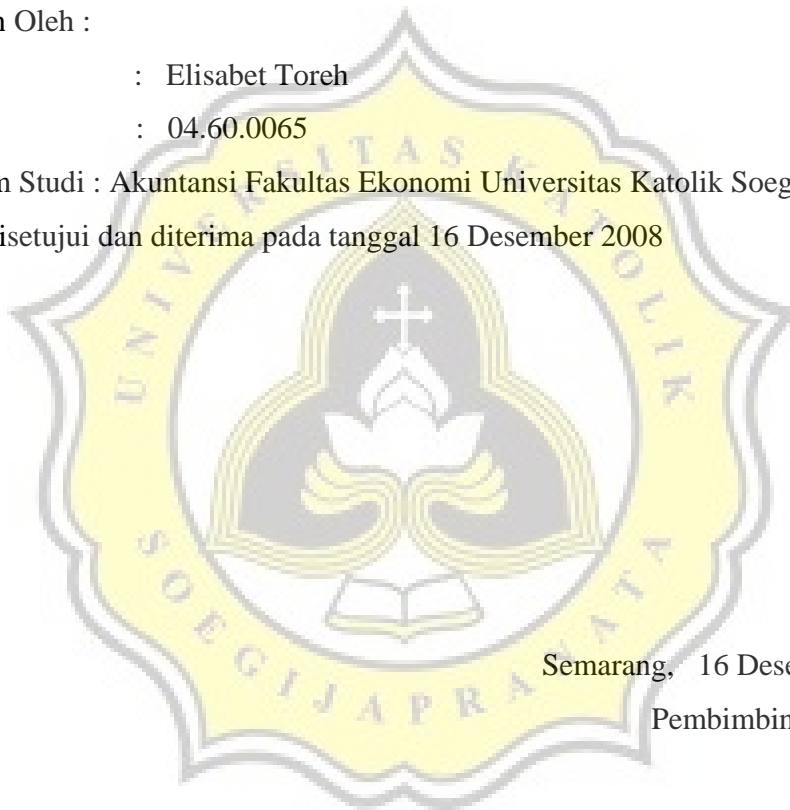 n Oleh :
: Elisabet Toreh
: 04.60.0065
m Studi : Akuntansi Fakultas Ekonomi Universitas Katolik Soeg
isetujui dan diterima pada tanggal 16 Desember 2008
UNIVERSITAS KATOLIK
SOEGIJAPRANATA
Semarang, 16 Dese
Pembimbin